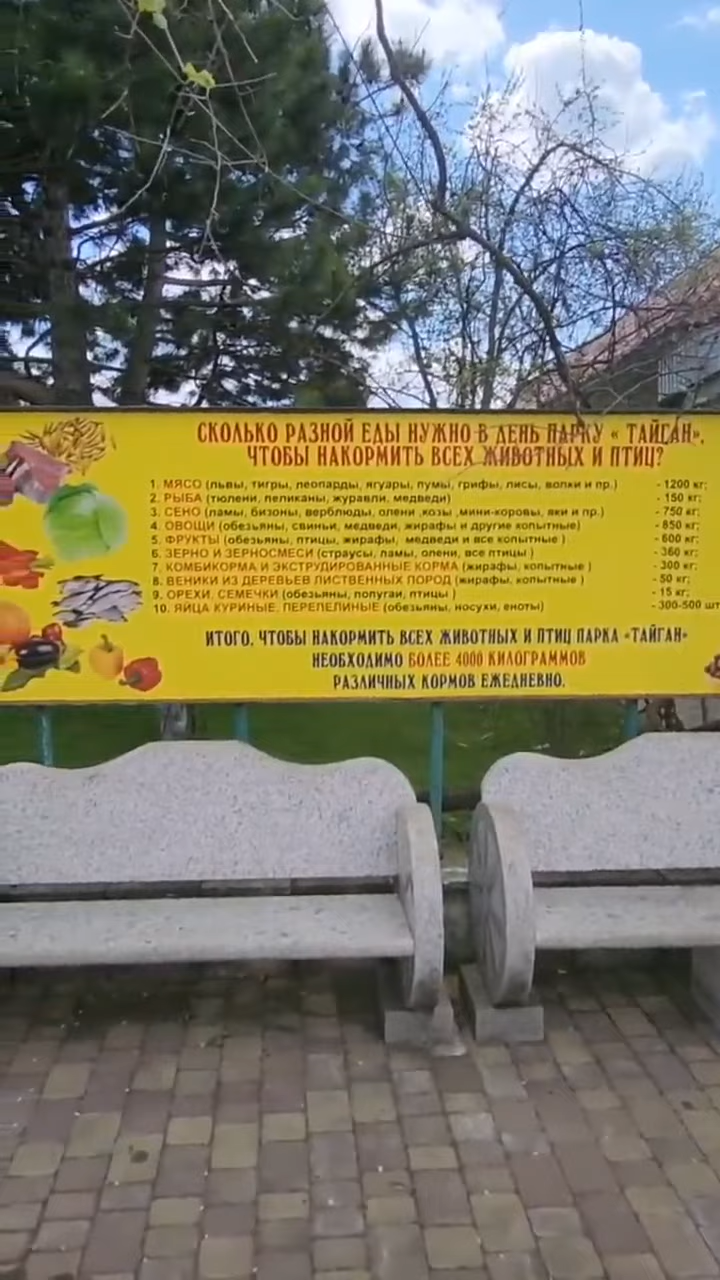 СКОЛЬКО РАЗНОЙ ЕДЫ НУЖНО В ДЕНЬ ПАРКУ « ТАЙГАН»,
ЧТОБЫ НАКОРМИТЬ ВСЕХ ЖИВОТНЫХ И ПТИЦ?
1. МЯСО (львы, тигры, леопарды, ягуары, пумы, грифы, лисы, волки и пр.) - 1200 кг;
2. РЫБА (тюлени, пеликаны, журавли, медведи) - 150 кг;
3. СЕНО (ламы, бизоны, верблюды, олени ,козы ,мини-коровы, яки и пр.) - 750 кг;
4. ОВОЩИ (обезьяны, свиньи, медведи, жирафы и другие копытные) - 850 кг;
5. ФРУКТЫ (обезьяны, птицы, жирафы, медведи и все копытные ) - 600 кг;
6. ЗЕРНО И ЗЕРНОСМЕСИ (страусы, ламы, олени, все птицы ) - 360 кг;
7. КОМБИКОРМА И ЭКСТРУДИРОВАННЫЕ КОРМА (жирафы, копытные ) - 300 кг;
8. ВЕНИКИ ИЗ ДЕРЕВЬЕВ ЛИСТВЕННЫХ ПОРОД (жирафы, копытные ) - 50 кг;
9. ОРЕХИ, СЕМЕЧКИ (обезьяны, попугаи, птицы ) - 15 кг;
10. ЯЙЦА КУРИНЫЕ, ПЕРЕПЕЛИНЫЕ (обезьяны, носухи, еноты) - 300-500 шт
ИТОГО, ЧТОБЫ НАКОРМИТЬ ВСЕХ ЖИВОТНЫХ И ПТИЦ ПАРКА «ТАЙГАН»
НЕОБХОДИМО БОЛЕЕ 4000 КИЛОГРАММОВ
РАЗЛИЧНЫХ КОРМОВ ЕЖЕДНЕВНО.